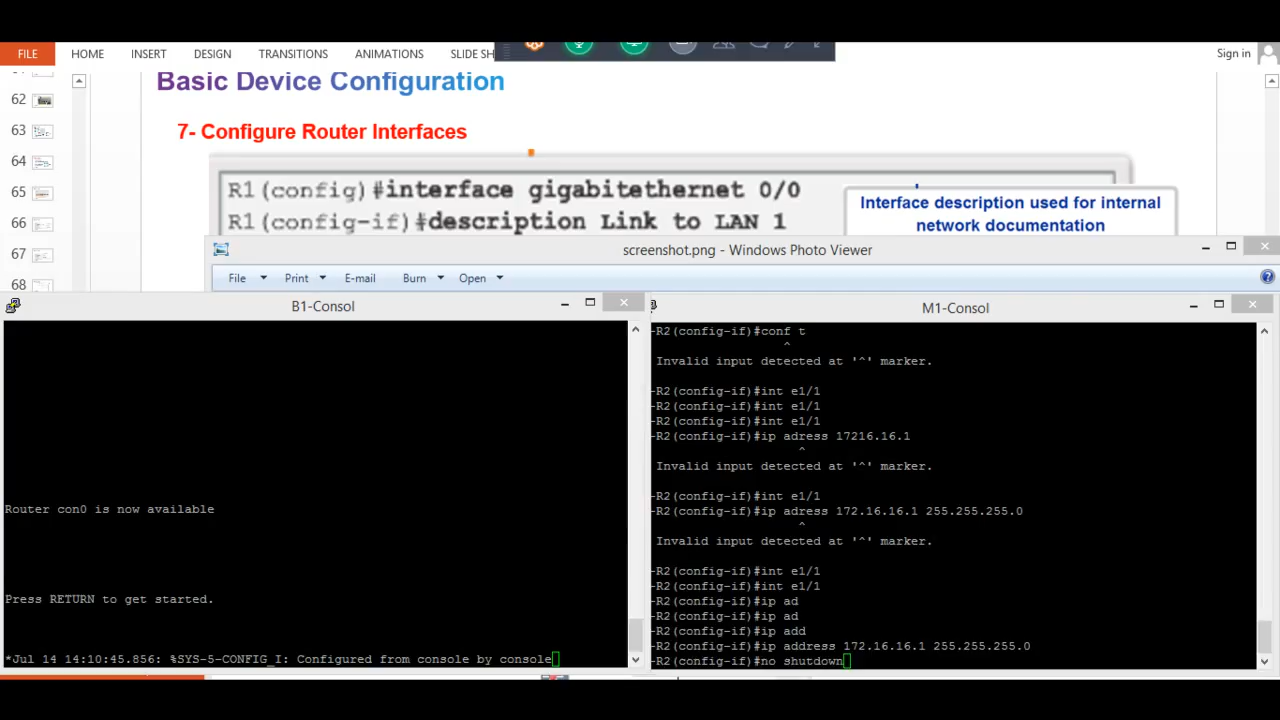 FILE HOME INSERT DESIGN TRANSITIONS ANIMATIONS SLIDE SH Sign in
Basic Device Configuration
62
63
64
65
66
67
68
7- Configure Router Interfaces
R1(config)#interface gigabitethernet 0/0
R1(config-if)#description Link to LAN 1
Interface description used for internal
network documentation
screenshot.png - Windows Photo Viewer
File Print E-mail Burn Open
B1-Consol
Router con0 is now available
Press RETURN to get started.
*Jul 14 14:10:45.856: %SYS-5-CONFIG_I: Configured from console by console
M1-Consol
-R2(config-if)#conf t
^
Invalid input detected at '^' marker.
-R2(config-if)#int e1/1
-R2(config-if)#int e1/1
-R2(config-if)#int e1/1
-R2(config-if)#ip adress 17216.16.1
^
Invalid input detected at '^' marker.
-R2(config-if)#int e1/1
-R2(config-if)#ip adress 172.16.16.1 255.255.255.0
^
Invalid input detected at '^' marker.
-R2(config-if)#int e1/1
-R2(config-if)#int e1/1
-R2(config-if)#ip ad
-R2(config-if)#ip ad
-R2(config-if)#ip add
-R2(config-if)#ip address 172.16.16.1 255.255.255.0
-R2(config-if)#no shutdown